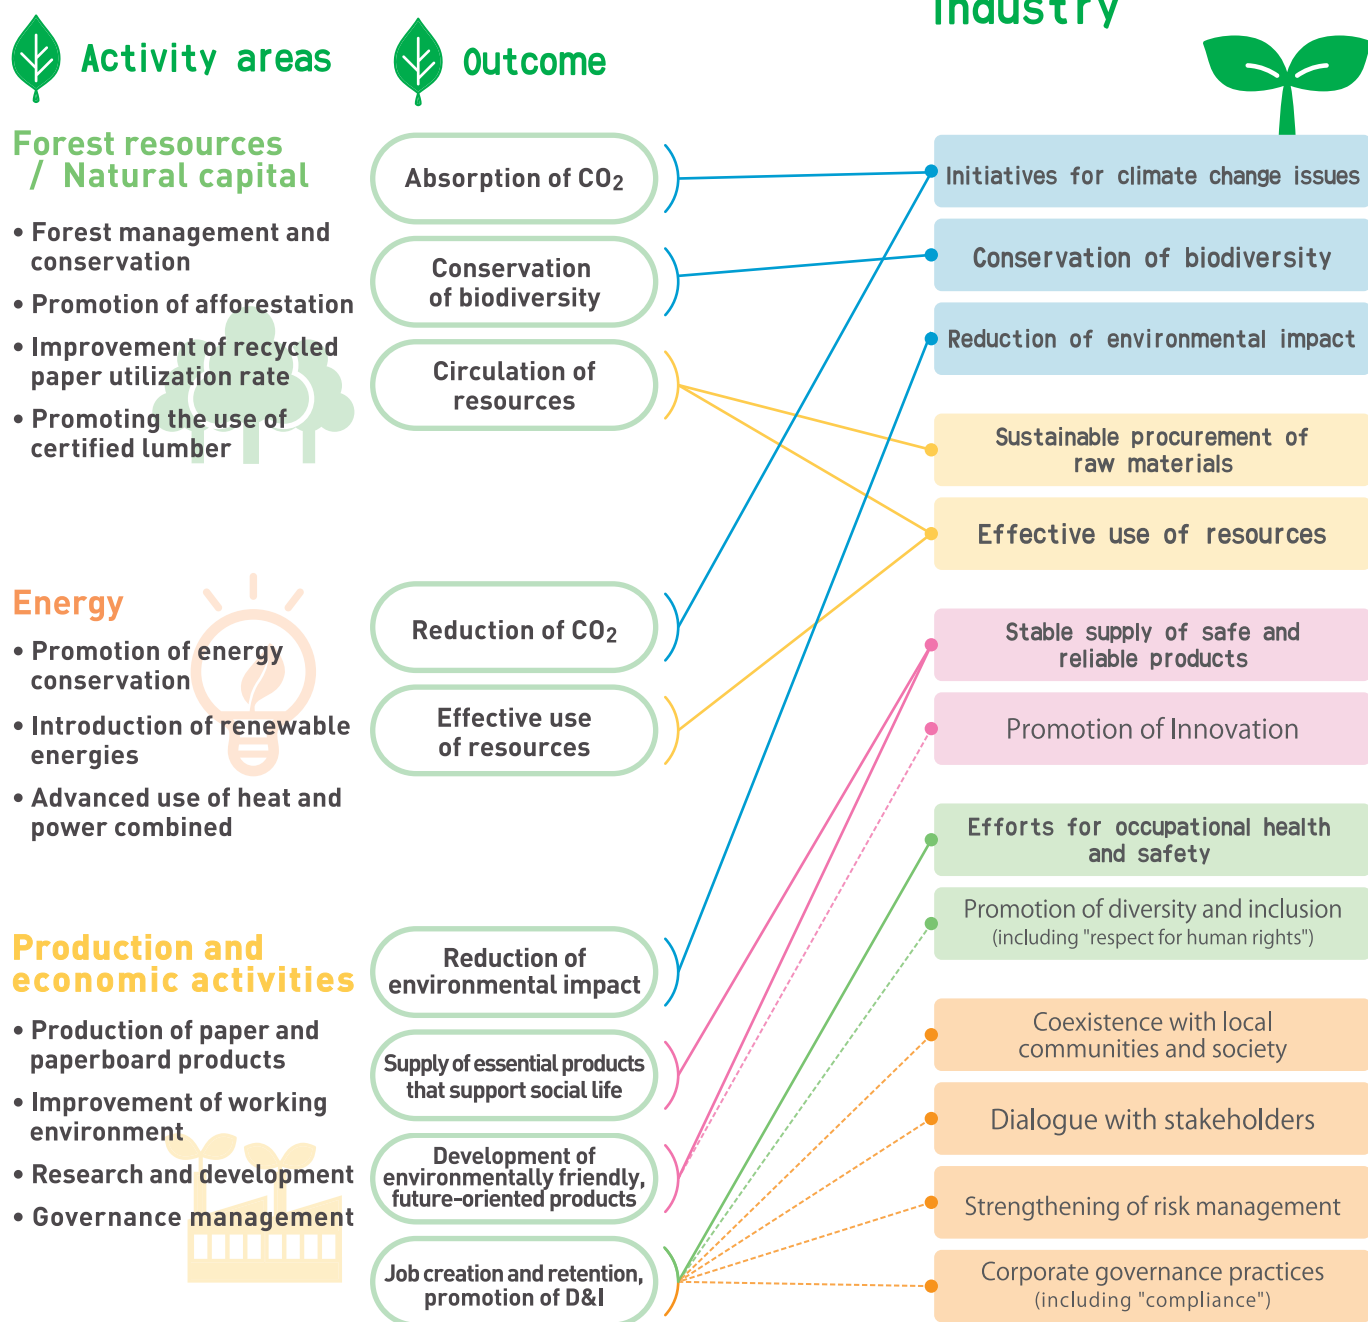 Industry
Activity areas
Outcome
Forest resources
/ Natural capital
• Forest management and
conservation
• Promotion of afforestation
• Improvement of recycled
paper utilization rate
• Promoting the use of
certified lumber
Energy
• Promotion of energy
conservation
• Introduction of renewable
energies
• Advanced use of heat and
power combined
Production and
economic activities
• Production of paper and
paperboard products
• Improvement of working
environment
• Research and development
• Governance management
Absorption of CO2
Conservation
of biodiversity
Circulation of
resources
Reduction of CO2
Effective use
of resources
Reduction of
environmental impact
Supply of essential products
that support social life
Development of
environmentally friendly,
future-oriented products
Job creation and retention,
promotion of D&I
Initiatives for climate change issues
Conservation of biodiversity
Reduction of environmental impact
Sustainable procurement of
raw materials
Effective use of resources
Stable supply of safe and
reliable products
Promotion of Innovation
Efforts for occupational health
and safety
Promotion of diversity and inclusion
(including "respect for human rights")
Coexistence with local
communities and society
Dialogue with stakeholders
Strengthening of risk management
Corporate governance practices
(including "compliance")